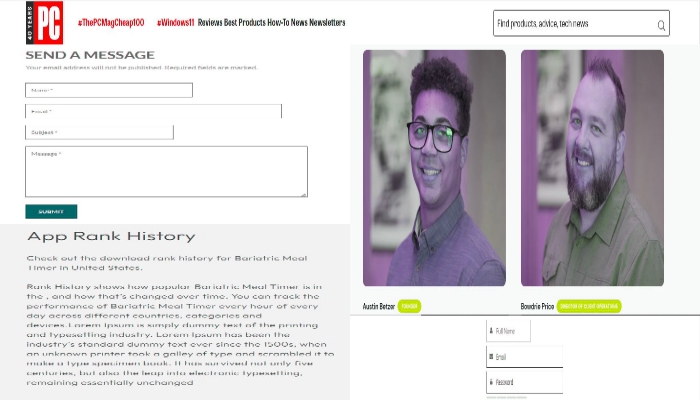 40 YEARS
PC
#ThePCMagCheap100 #Windows11 Reviews Best Products How-To News Newsletters
Find products, advice, tech news
SEND A MESSAGE
Your email address will not be published. Required fields are marked.
Name *
Email *
Subject *
Message *
SUBMIT
App Rank History
Check out the download rank history for Bariatric Meal
Timer in United States.
Rank History shows how popular Bariatric Meal Timer is in
the , and how that's changed over time. You can track the
performance of Bariatric Meal Timer every hour of every
day across different countries, categories and
devices.Lorem Ipsum is simply dummy text of the printing
and typesetting industry. Lorem Ipsum has been the
industry's standard dummy text ever since the 1500s, when
an unknown printer took a galley of type and scrambled it to
make a type specimen book. It has survived not only five
centuries, but also the leap into electronic typesetting,
remaining essentially unchanged
Austin Betzer FOUNDER
Bowdrie Price DIRECTOR OF CLIENT OPERATIONS
Full Name
Email
Password